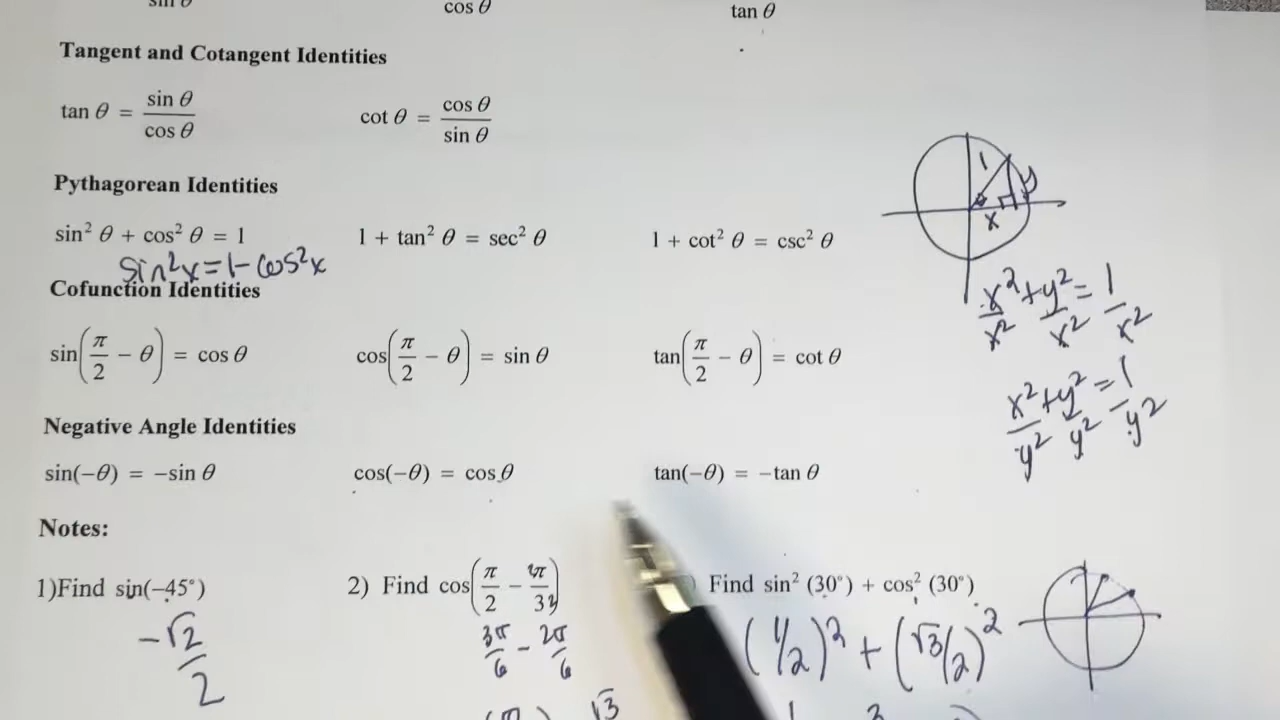 sin θ cos θ tan θ
Tangent and Cotangent Identities
tan θ = sin θ / cos θ cot θ = cos θ / sin θ
Pythagorean Identities
sin² θ + cos² θ = 1 1 + tan² θ = sec² θ 1 + cot² θ = csc² θ
sin²x = 1 - cos²x
Cofunction Identities
sin(π/2 − θ) = cos θ cos(π/2 − θ) = sin θ tan(π/2 − θ) = cot θ
Negative Angle Identities
sin(−θ) = −sin θ cos(−θ) = cos θ tan(−θ) = −tan θ
Notes:
1)Find sin(−45°) 2) Find cos(π/2 − π/3) Find sin² (30°) + cos² (30°)
-√2/2
3π/6 - 2π/6
(1/2)² + (√3/2)²
√3
1 3
1
y
x
x²/x² + y²/x² = 1/x²
x²/y² + y²/y² = 1/y²